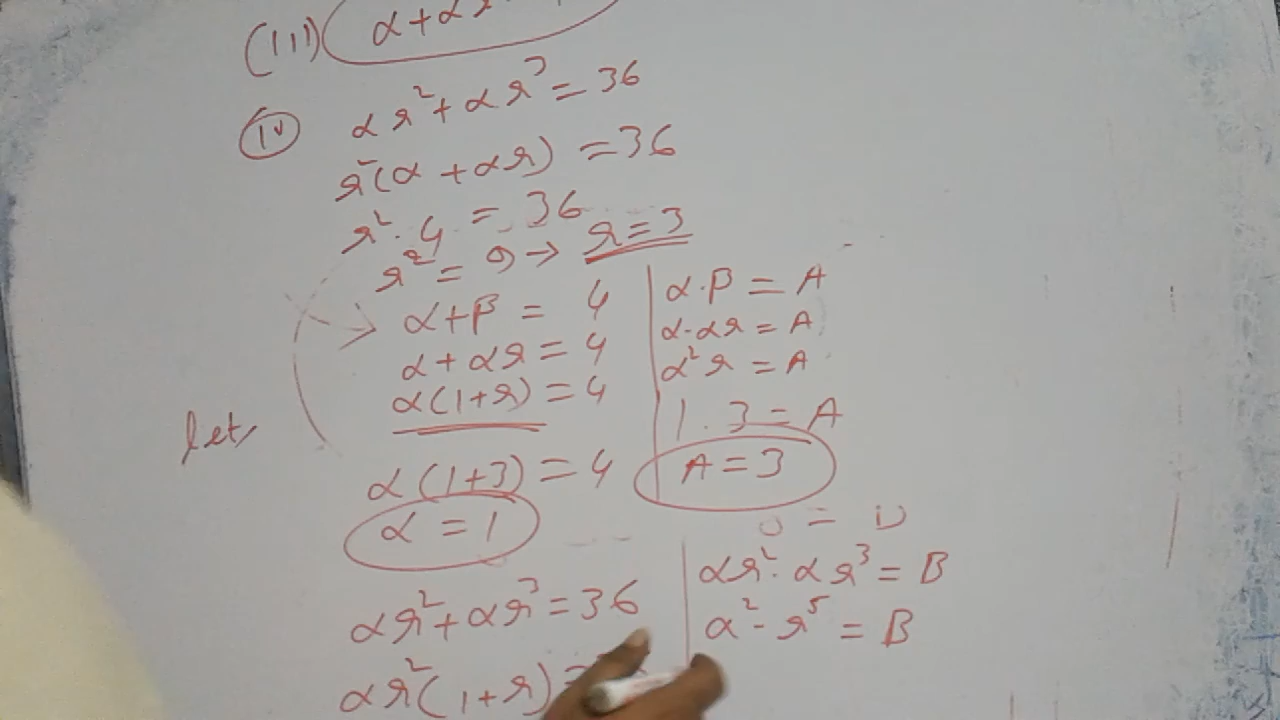 (iii) α + αr
(iv) αr² + αr³ = 36
r²(α + αr) = 36
r² . 4 = 36
r² = 9 → r = 3
α + β = 4
α + αr = 4
α(1+r) = 4
let,
α(1+3) = 4
α = 1
α.β = A
α.αr = A
α²r = A
1 . 3 = A
A = 3
αr² + αr³ = 36
αr²(1+r) =
αr² . αr³ = B
α² - r⁵ = B